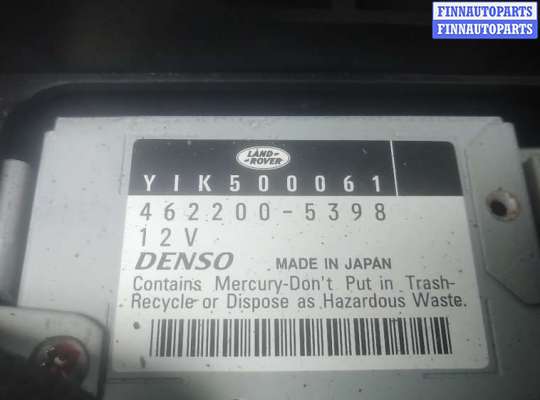 FINNAUTOPARTS
FINNAUTOPARTS
LAND-
-ROVER
YIK500061
462200-5398
12V
DENSO MADE IN JAPAN
Contains Mercury-Don't Put in Trash-
Recycle or Dispose as Hazardous Waste.